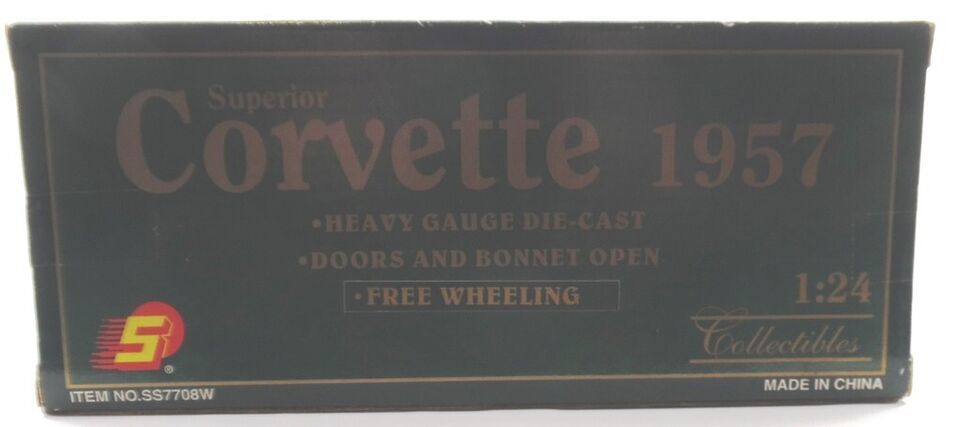 Superior
Corvette 1957
•HEAVY GAUGE DIE-CAST
•DOORS AND BONNET OPEN
•FREE WHEELING
1:24
Collectibles
S
®
ITEM NO.SS7708W
MADE IN CHINA